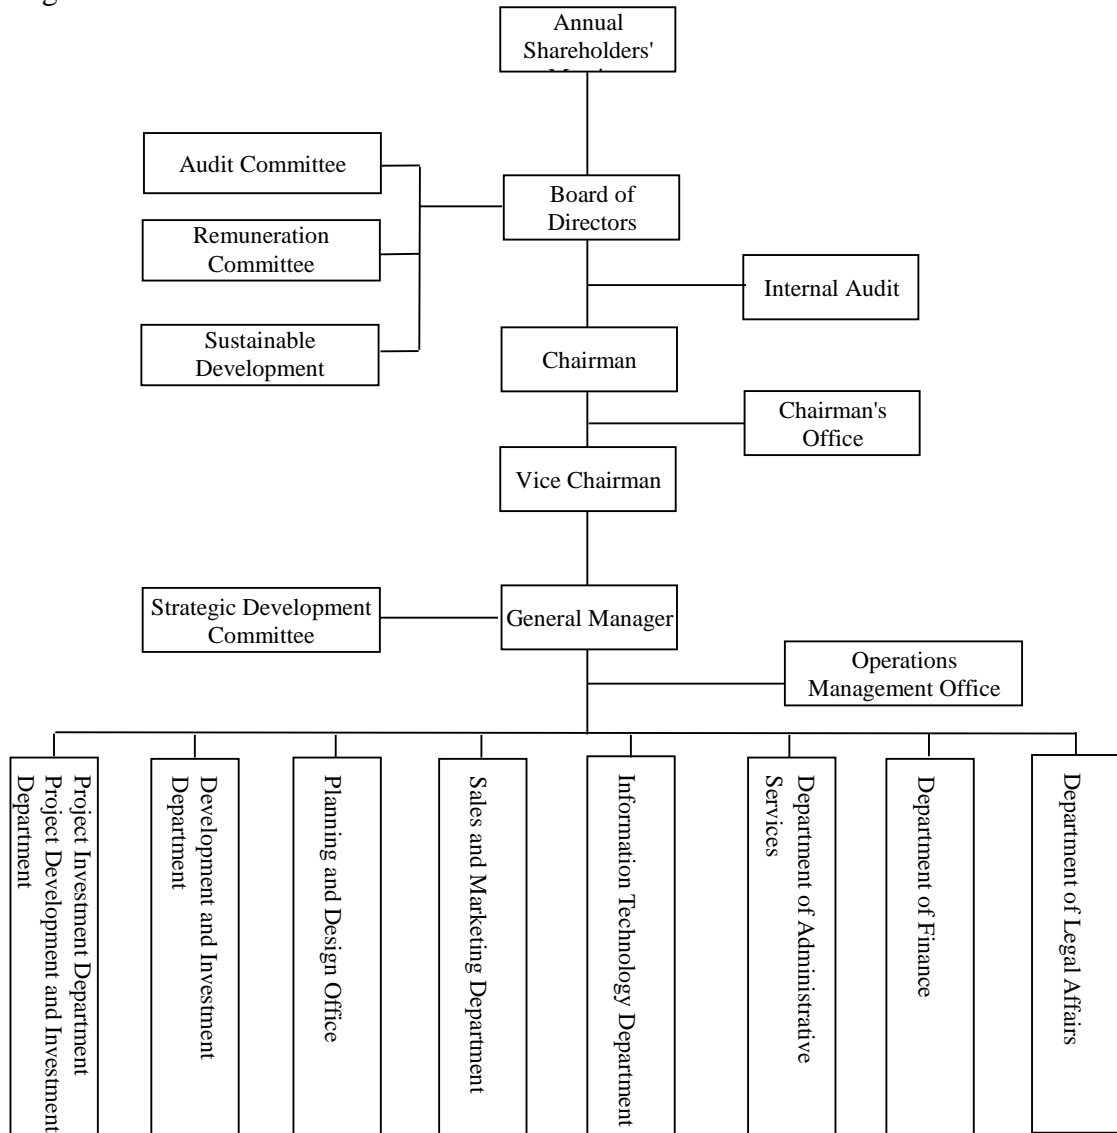 Annual
Shareholders'
Audit Committee
Board of
Directors
Remuneration
Committee
Internal Audit
Sustainable
Development
Chairman
Chairman's
Office
Vice Chairman
Strategic Development
Committee
General Manager
Operations
Management Office
Project Investment Department
Project Development and Investment
Department
Development and Investment
Department
Planning and Design Office
Sales and Marketing Department
Information Technology Department
Department of Administrative
Services
Department of Finance
Department of Legal Affairs